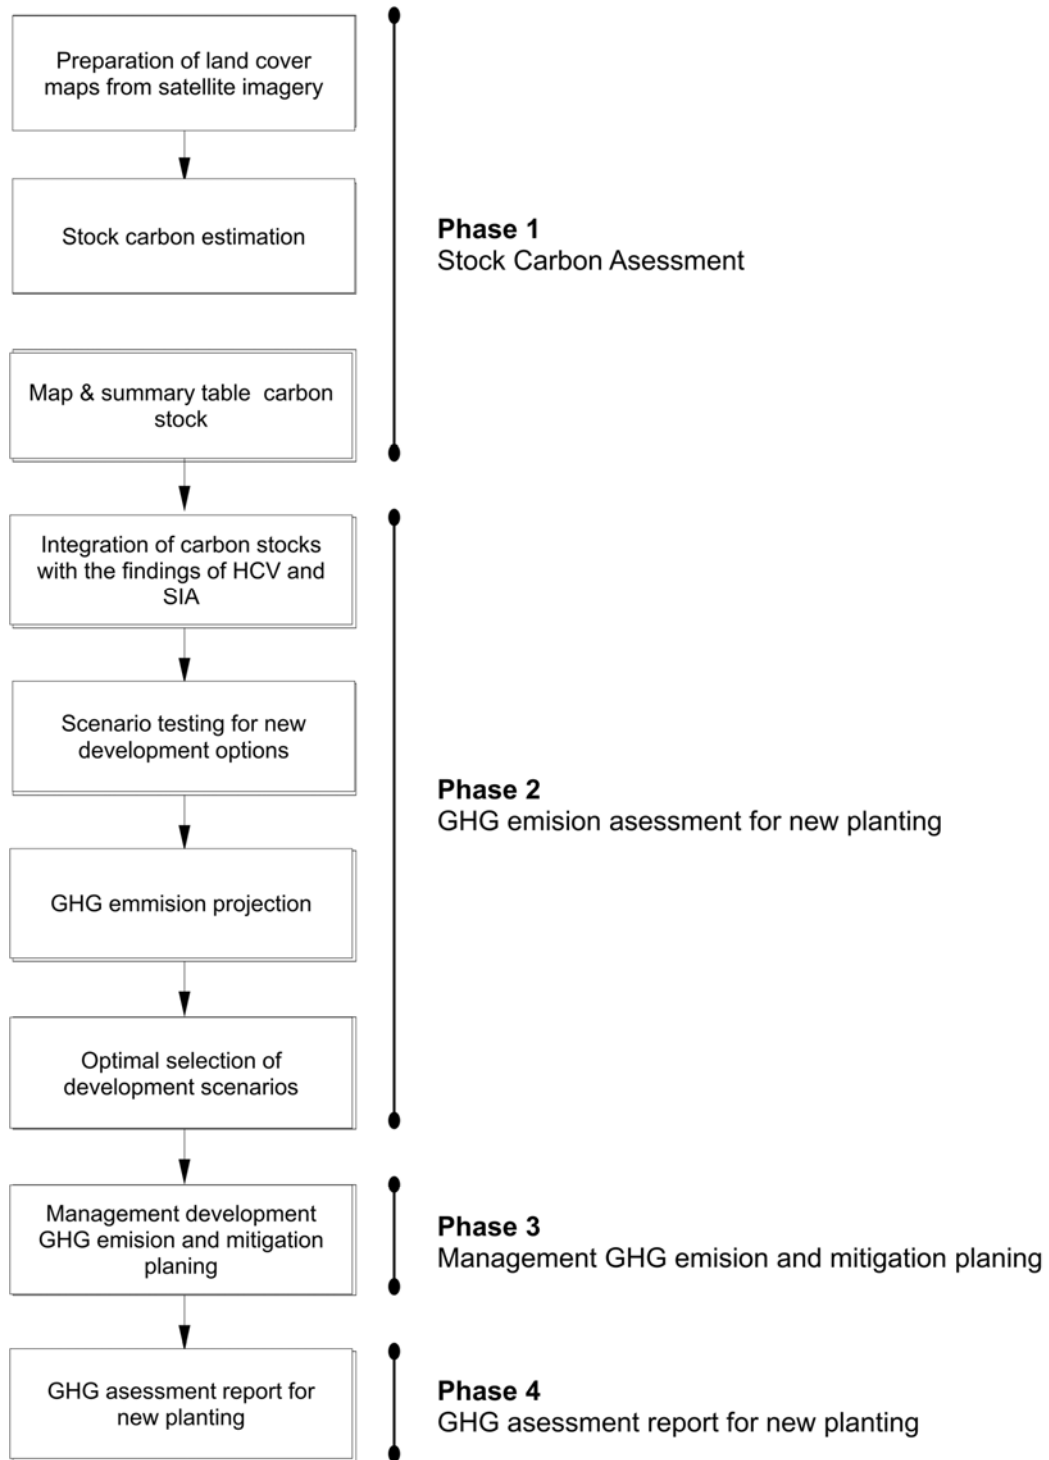 Preparation of land cover
maps from satellite imagery
Stock carbon estimation
Phase 1
Stock Carbon Asessment
Map & summary table  carbon
stock
Integration of carbon stocks
with the findings of HCV and
SIA
Scenario testing for new
development options
Phase 2
GHG emision asessment for new planting
GHG emmision projection
Optimal selection of
development scenarios
Management development
GHG emision and mitigation
planing
Phase 3
Management GHG emision and mitigation planing
GHG asessment report for
new planting
Phase 4
GHG asessment report for new planting